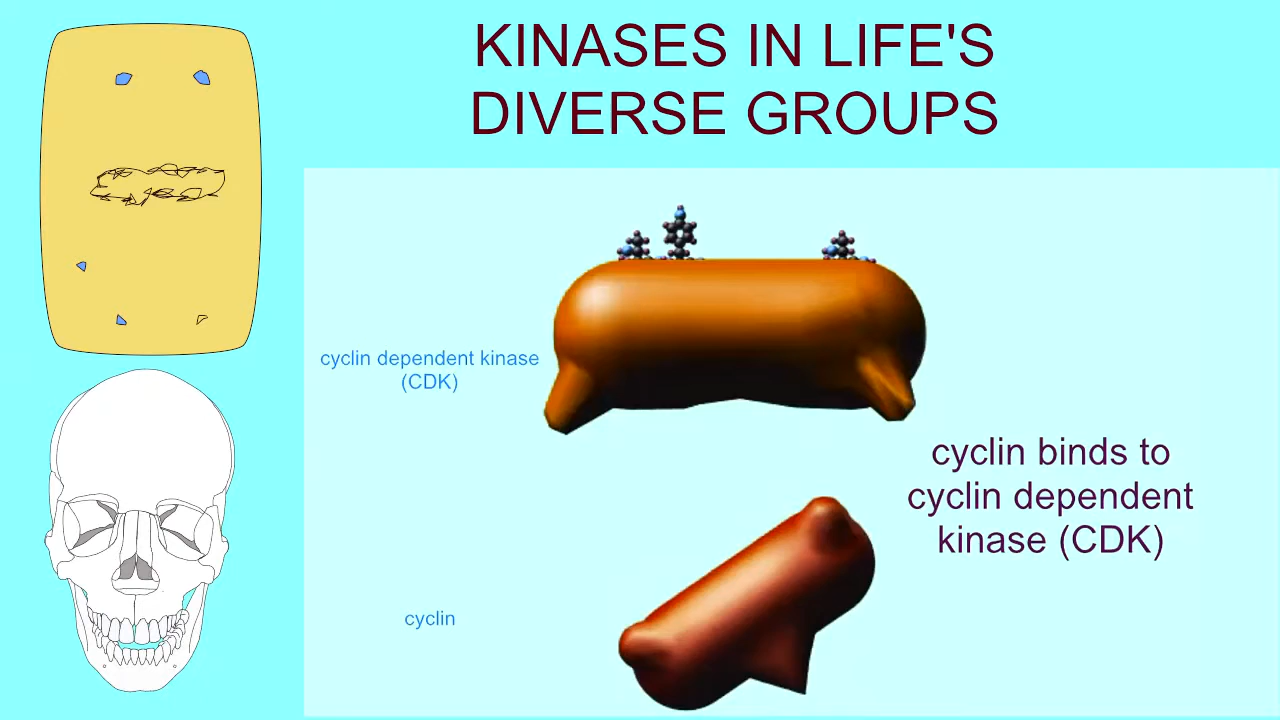 KINASES IN LIFE'S
DIVERSE GROUPS
cyclin dependent kinase
(CDK)
cyclin binds to
cyclin dependent
kinase (CDK)
cyclin